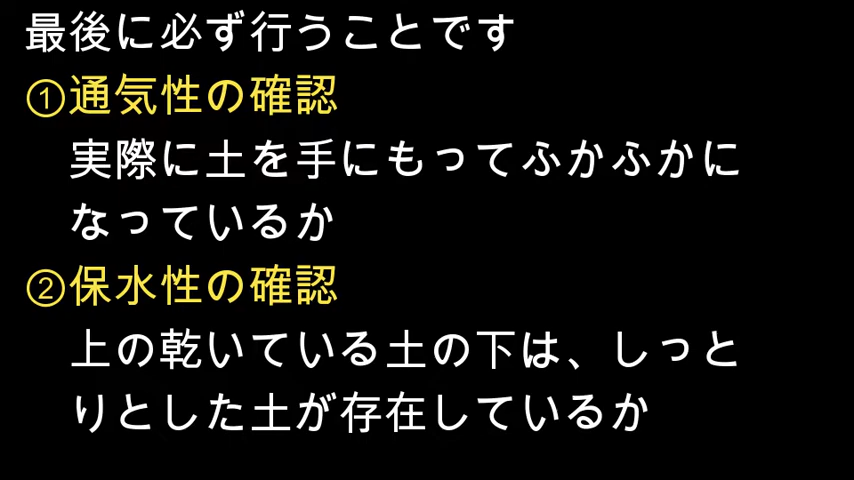 最後に必ず行うことです
①通気性の確認
実際に土を手にもってふかふかに
なっているか
②保水性の確認
上の乾いている土の下は、しっと
りとした土が存在しているか